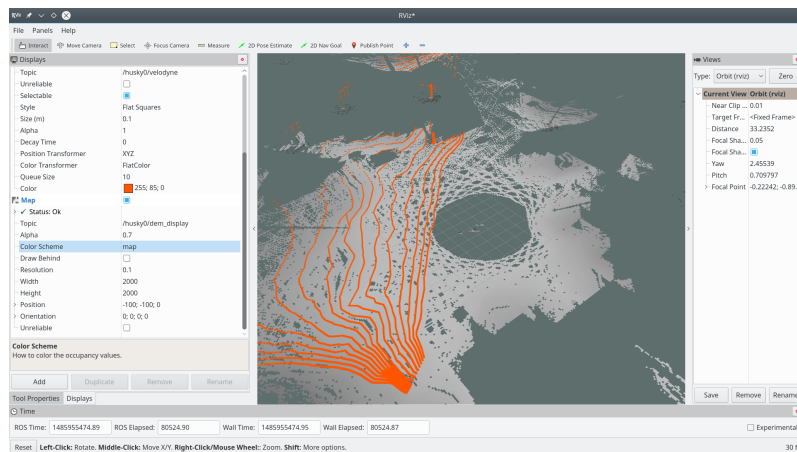 RViz*
File Panels Help
Interact Move Camera Select Focus Camera Measure 2D Pose Estimate 2D Nav Goal Publish Point
Displays
Topic /husky0/velodyne
Unreliable
Selectable
Style Flat Squares
Size (m) 0.1
Alpha 1
Decay Time 0
Position Transformer XYZ
Color Transformer FlatColor
Queue Size 10
Color 255; 85; 0
Map
Status: Ok
Topic /husky0/dem_display
Alpha 0.7
Color Scheme map
Draw Behind
Resolution 0.1
Width 2000
Height 2000
Position -100; -100; 0
Orientation 0; 0; 0; 0
Unreliable
Color Scheme
How to color the occupancy values.
Add Duplicate Remove Rename
Tool Properties Displays
Views
Type: Orbit (rviz) Zero
Current View Orbit (rviz)
Near Clip ... 0.01
Target Fr... <Fixed Frame>
Distance 33.2352
Focal Sha... 0.05
Focal Sha...
Yaw 2.45539
Pitch 0.709797
Focal Point -0.22242; -0.89.
Save Remove Rename
Time
ROS Time: 1485955474.89 ROS Elapsed: 80524.90 Wall Time: 1485955474.95 Wall Elapsed: 80524.87 Experimental
Reset Left-Click: Rotate. Middle-Click: Move X/Y. Right-Click/Mouse Wheel:: Zoom. Shift: More options. 30 f